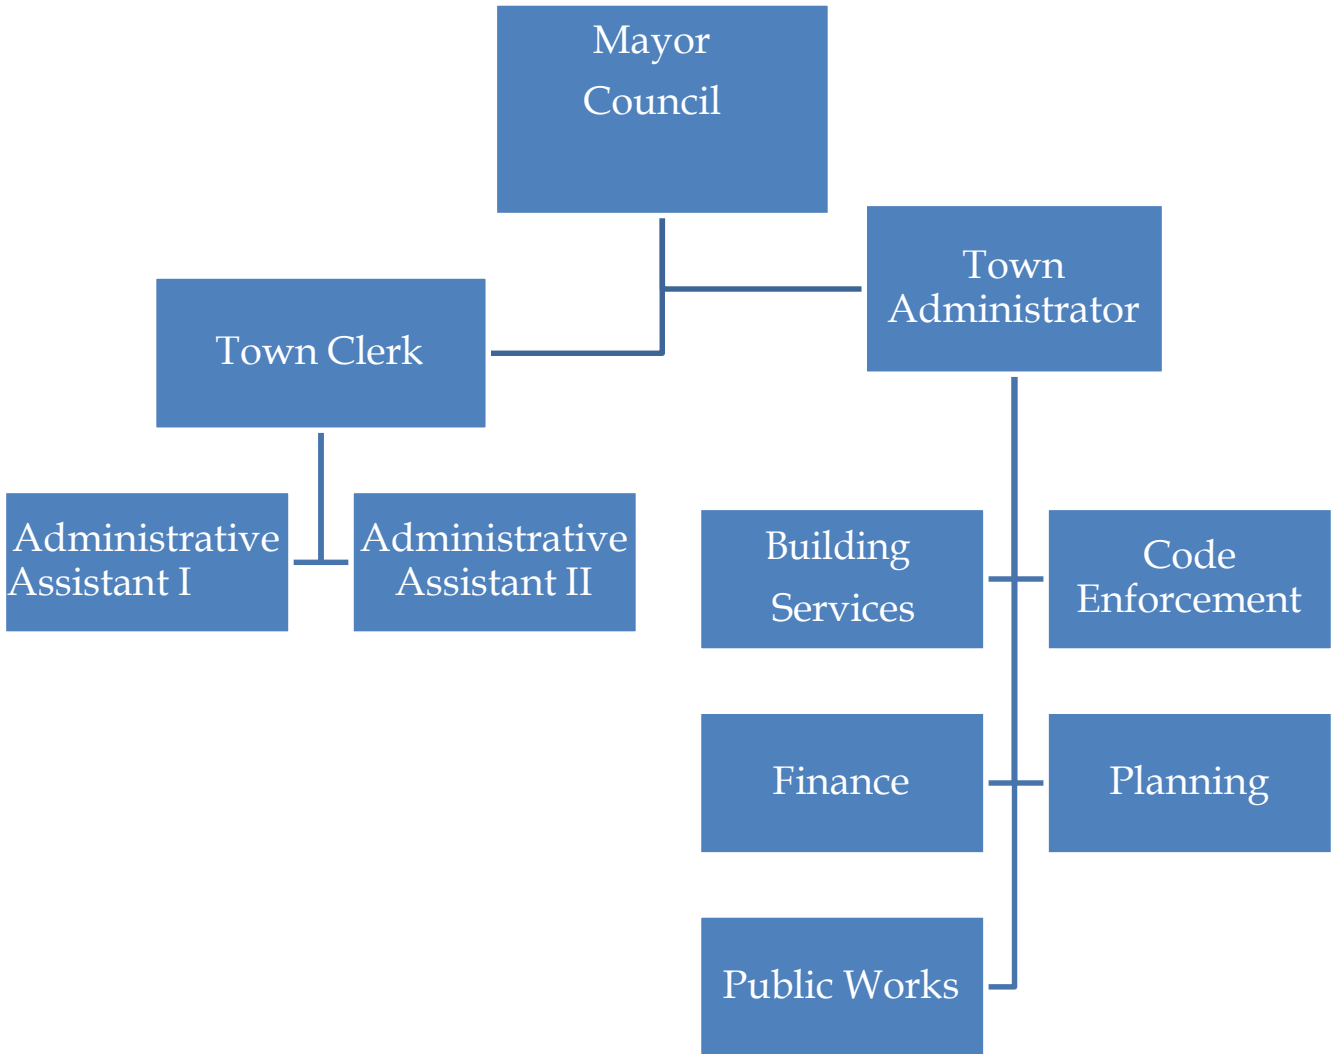 Mayor
Council
Town
Administrator
Town Clerk
Administrative
Assistant I
Administrative
Assistant II
Building
Services
Code
Enforcement
Finance
Planning
Public Works